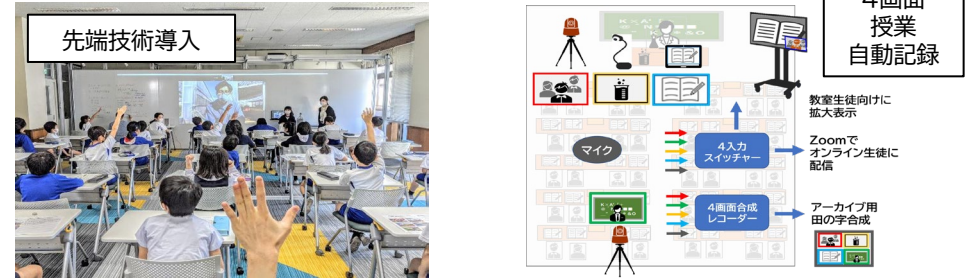 先端技術導入
4画面
授業
自動記録
教室生徒向けに
拡大表示
マイク
4入力
スイッチャー
Zoomで
オンライン生徒に
配信
4画面合成
レコーダー
アーカイブ用
田の字合成